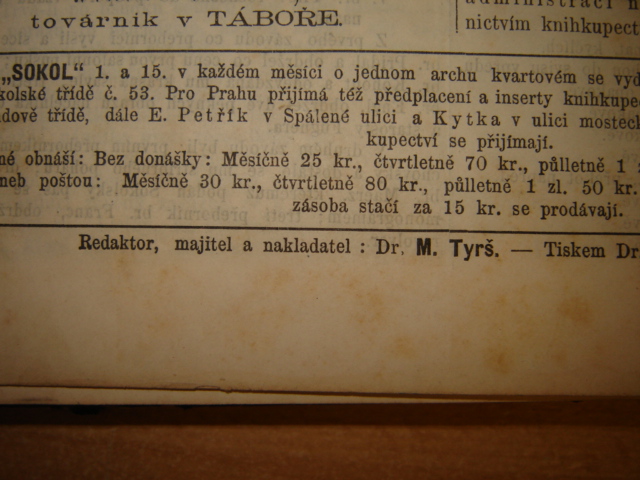 továrník v TÁBOŘE.
administrací n
nictvím knihkupect
„SOKOL“ 1. a 15. v každém měsíci o jednom archu kvartovém se vyd
kolské třídě č. 53. Pro Prahu přijímá též předplacení a inserty knihkupe
dově třídě, dále E. Petřík v Spálené ulici a Kytka v ulici mostec
kupectví se přijímají.
né obnáší: Bez donášky: Měsíčně 25 kr., čtvrtletně 70 kr., půlletně 1 z
neb poštou: Měsíčně 30 kr., čtvrtletně 80 kr., půlletně 1 zl. 50 kr.
zásoba stačí za 15 kr. se prodávají.
Redaktor, majitel a nakladatel : Dr. M. Tyrš. — Tiskem Dr